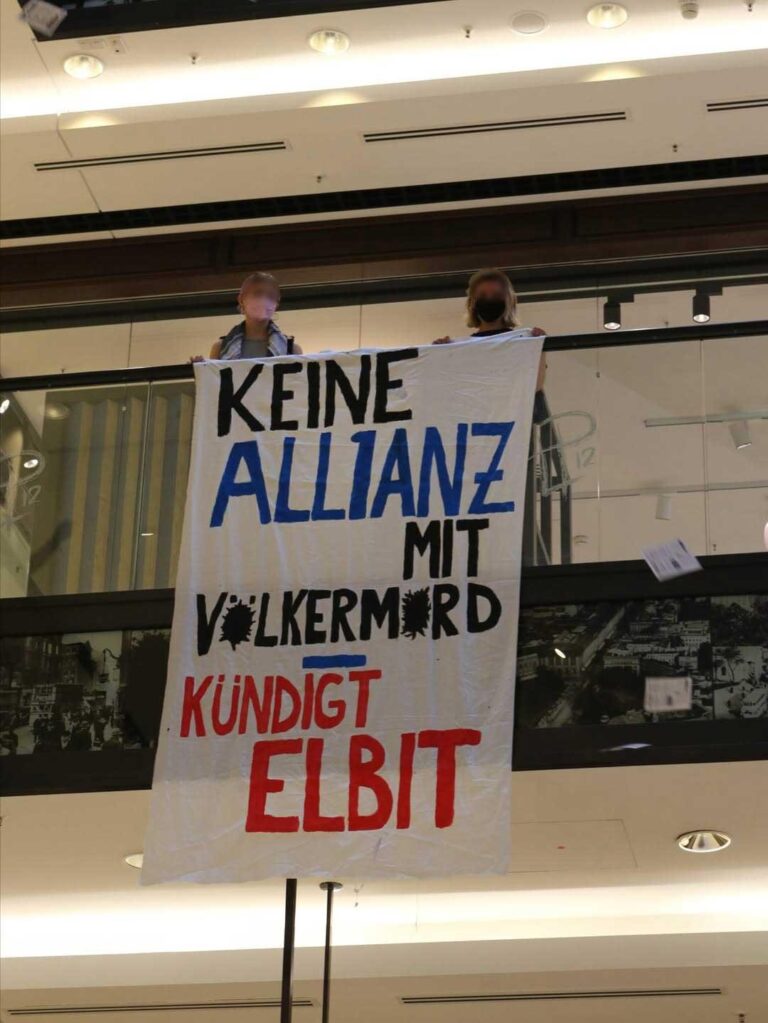 KEINE
ALLIANZ
MIT
VÖLKERMORD
–
KÜNDIGT
ELBIT